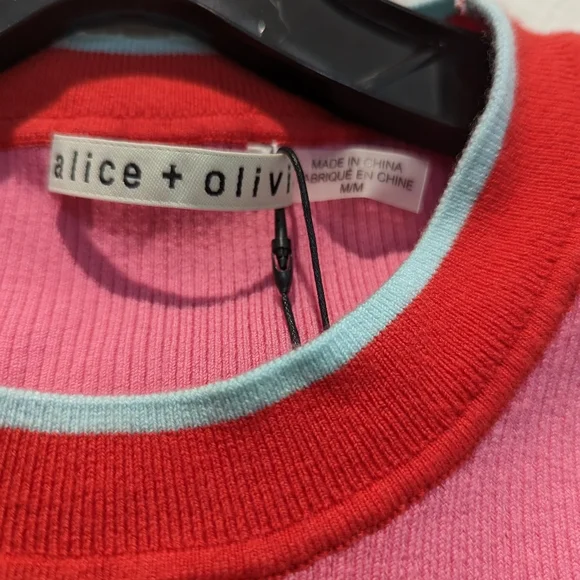 alice + olivi
MADE IN CHINA
ABRIQUÉ EN CHINE
M/M